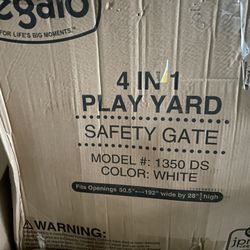 FOR LIFE'S BIG MOMENTS™
4 IN 1
PLAY YARD
SAFETY GATE
MODEL #: 1350 DS
COLOR: WHITE
Fits Openings 30.5"–192" wide by 28" high
WARNING: